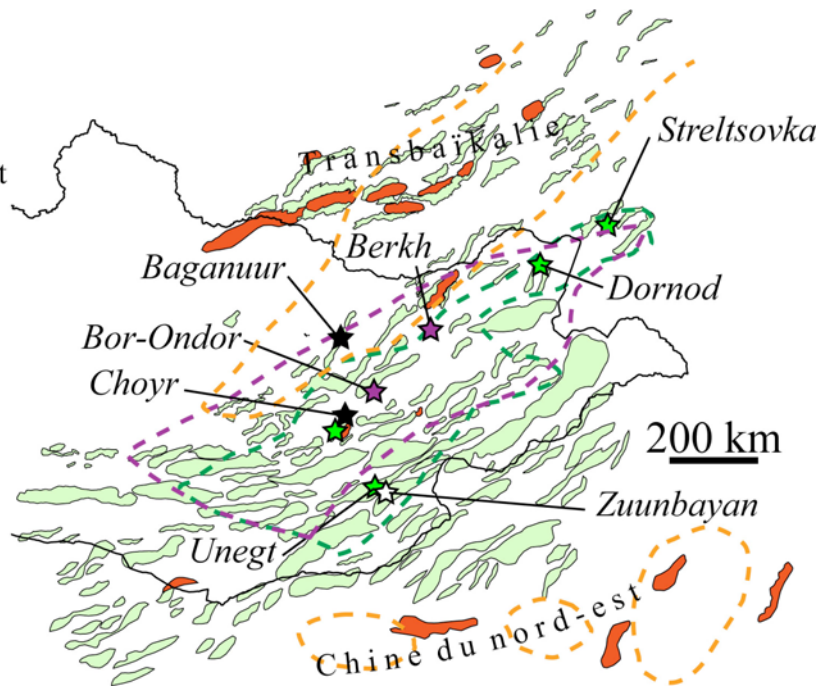 Transbaïkalie
Streltsovka
t
Berkh
Baganuur
Dornod
Bor-Ondor
Choyr
200 km
Zuunbayan
Unegt
Chine du nord-est